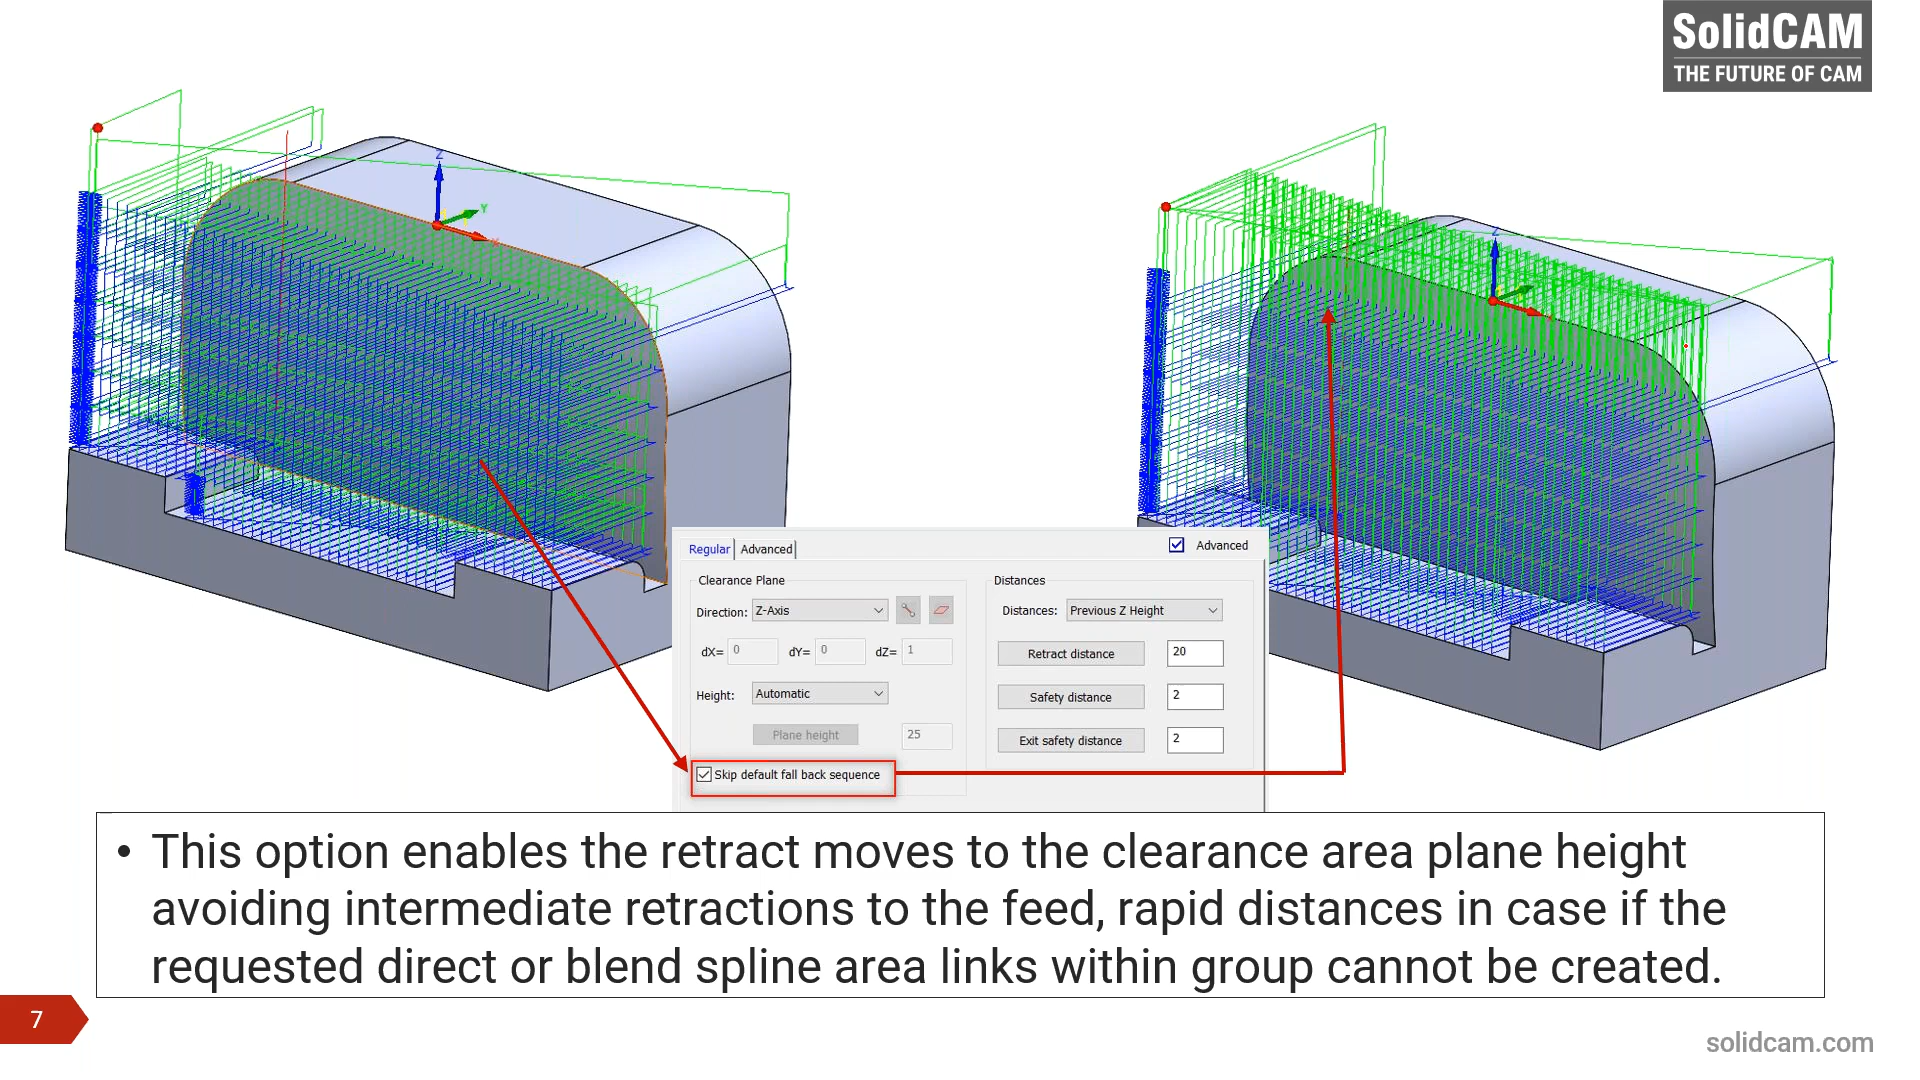 SolidCAM
THE FUTURE OF CAM
Z
Y
X
Z
X
Regular
Advanced
Advanced
Clearance Plane
Direction:
Z-Axis
dX=
0
dY=
0
dZ=
1
Height:
Automatic
Plane height
25
Skip default fall back sequence
Distances
Distances:
Previous Z Height
Retract distance
20
Safety distance
2
Exit safety distance
2
• This option enables the retract moves to the clearance area plane height
avoiding intermediate retractions to the feed, rapid distances in case if the
requested direct or blend spline area links within group cannot be created.
7
solidcam.com